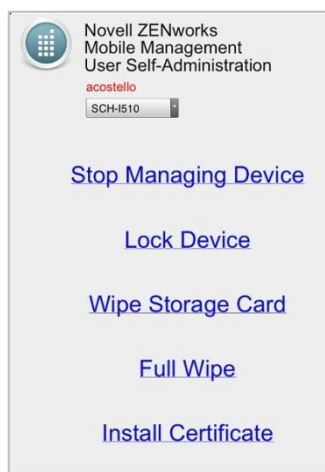 Novell ZENworks
Mobile Management
User Self-Administration
acostello
SCH-I510
Stop Managing Device
Lock Device
Wipe Storage Card
Full Wipe
Install Certificate